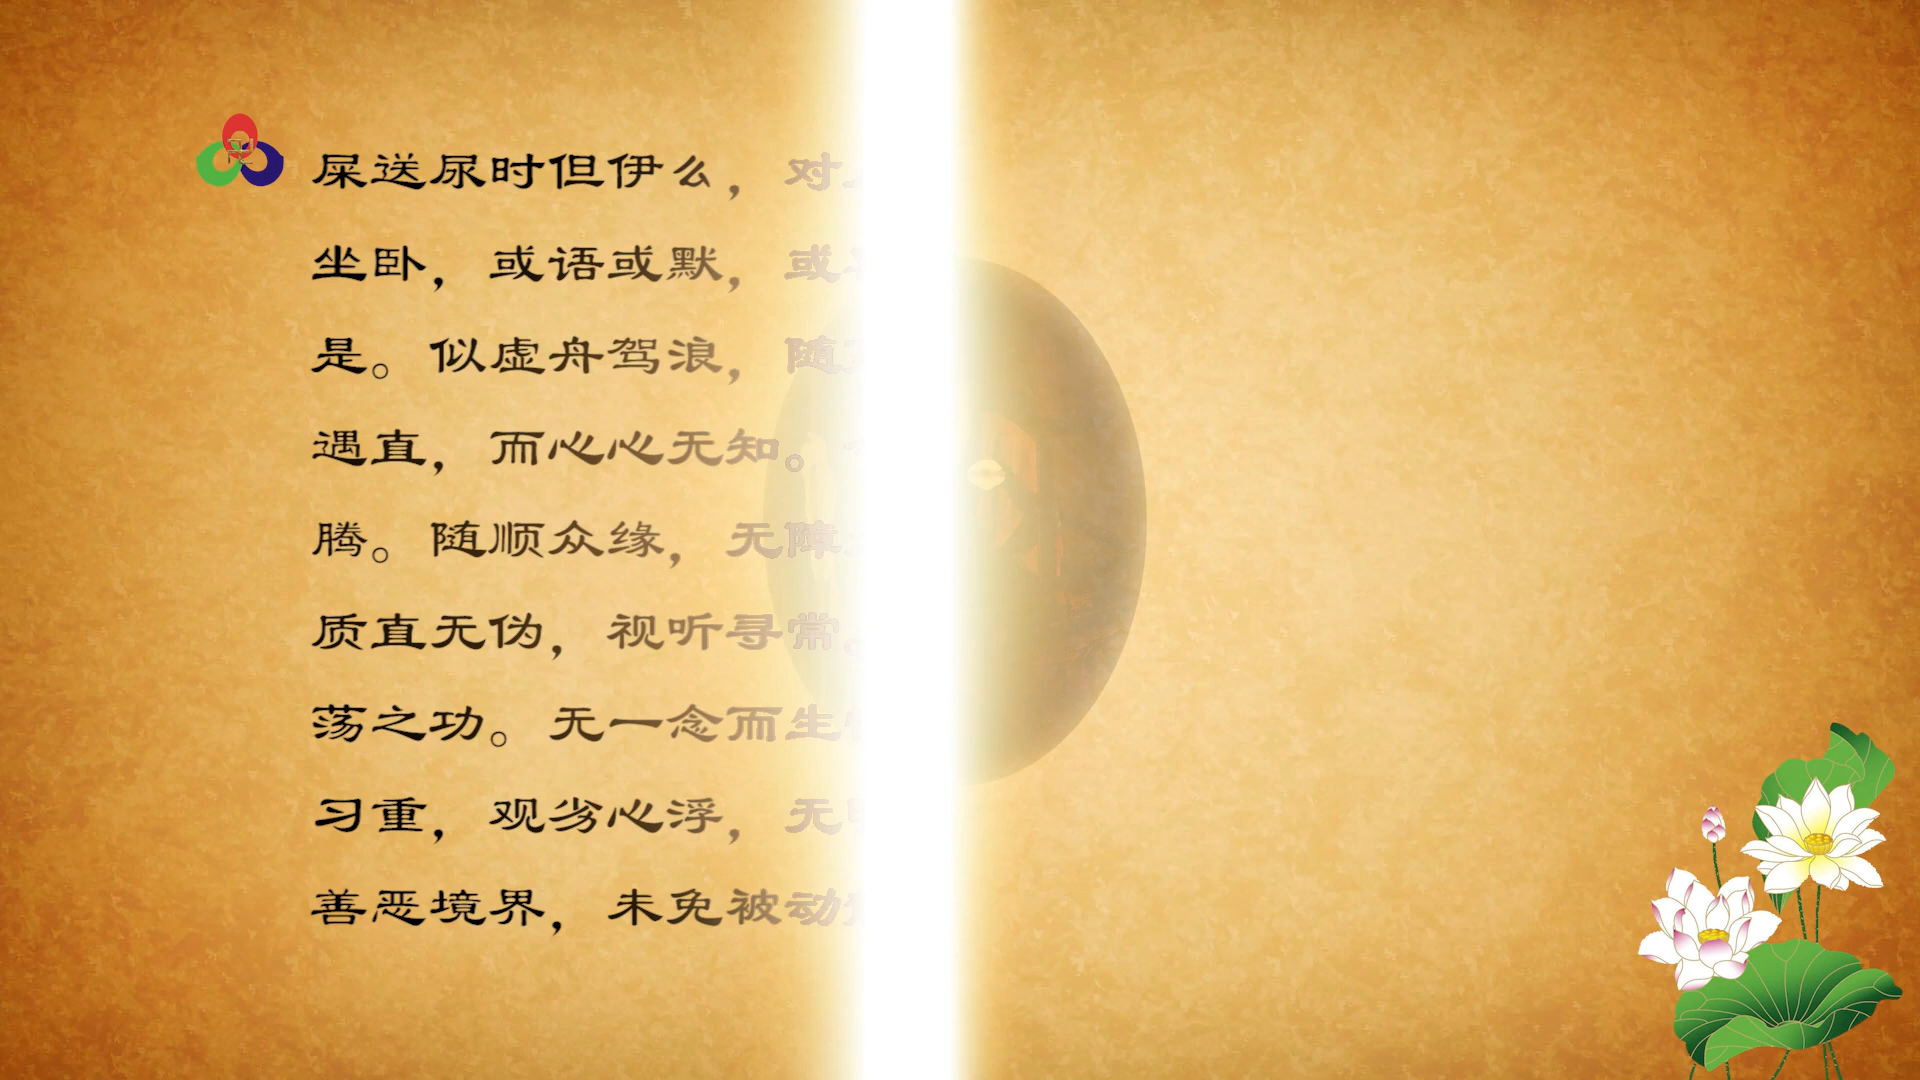 屎送尿时但伊么，对
坐卧，或语或默，或
是。似虚舟驾浪，随
遇直，而心心无知。
腾。随顺众缘，无障
质直无伪，视听寻常
荡之功。无一念而生
习重，观劣心浮，无
善恶境界，未免被动